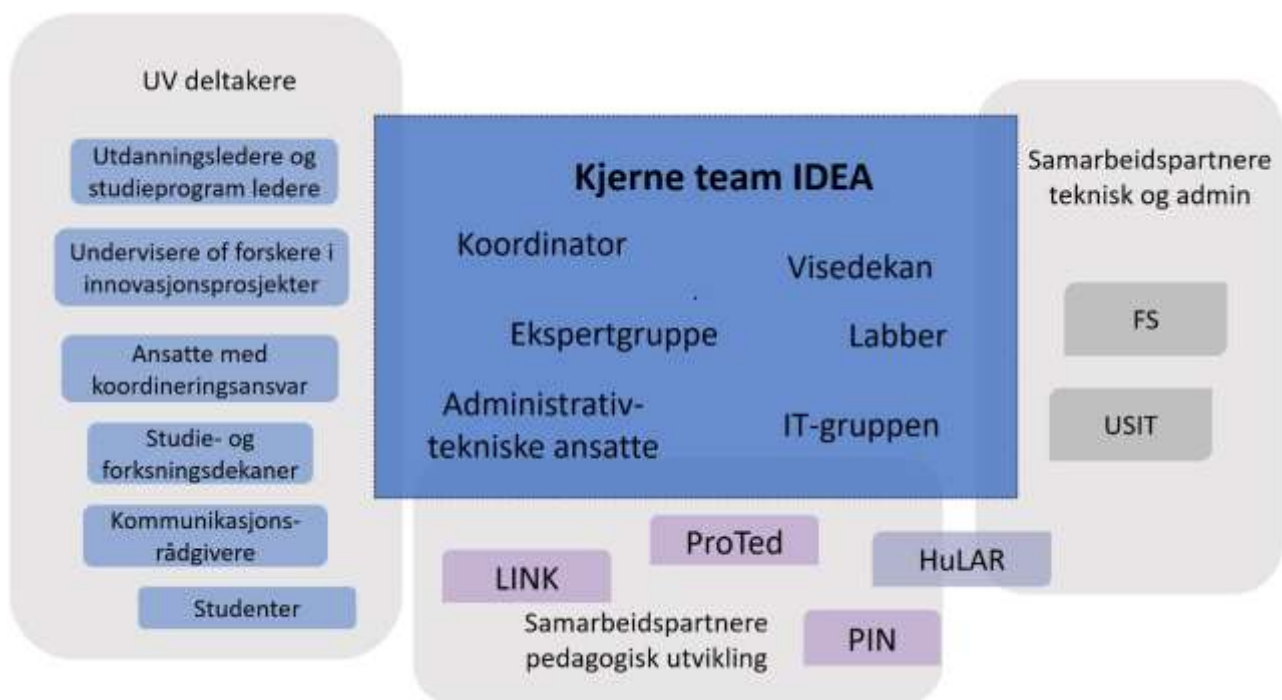 UV deltakere
Utdanningsledere og
studieprogram ledere
Undervisere of forskere i
innovasjonsprosjekter
Ansatte med
koordineringsansvar
Studie- og
forksningsdekaner
Kommunikasjons-
rådgivere
Studenter
Kjerne team IDEA
Koordinator
Visedekan
Ekspertgruppe
Labber
Administrativ-
tekniske ansatte
IT-gruppen
Samarbeidspartnere
teknisk og admin
FS
USIT
ProTed
LINK
HuLAR
Samarbeidspartnere
pedagogisk utvikling
PIN